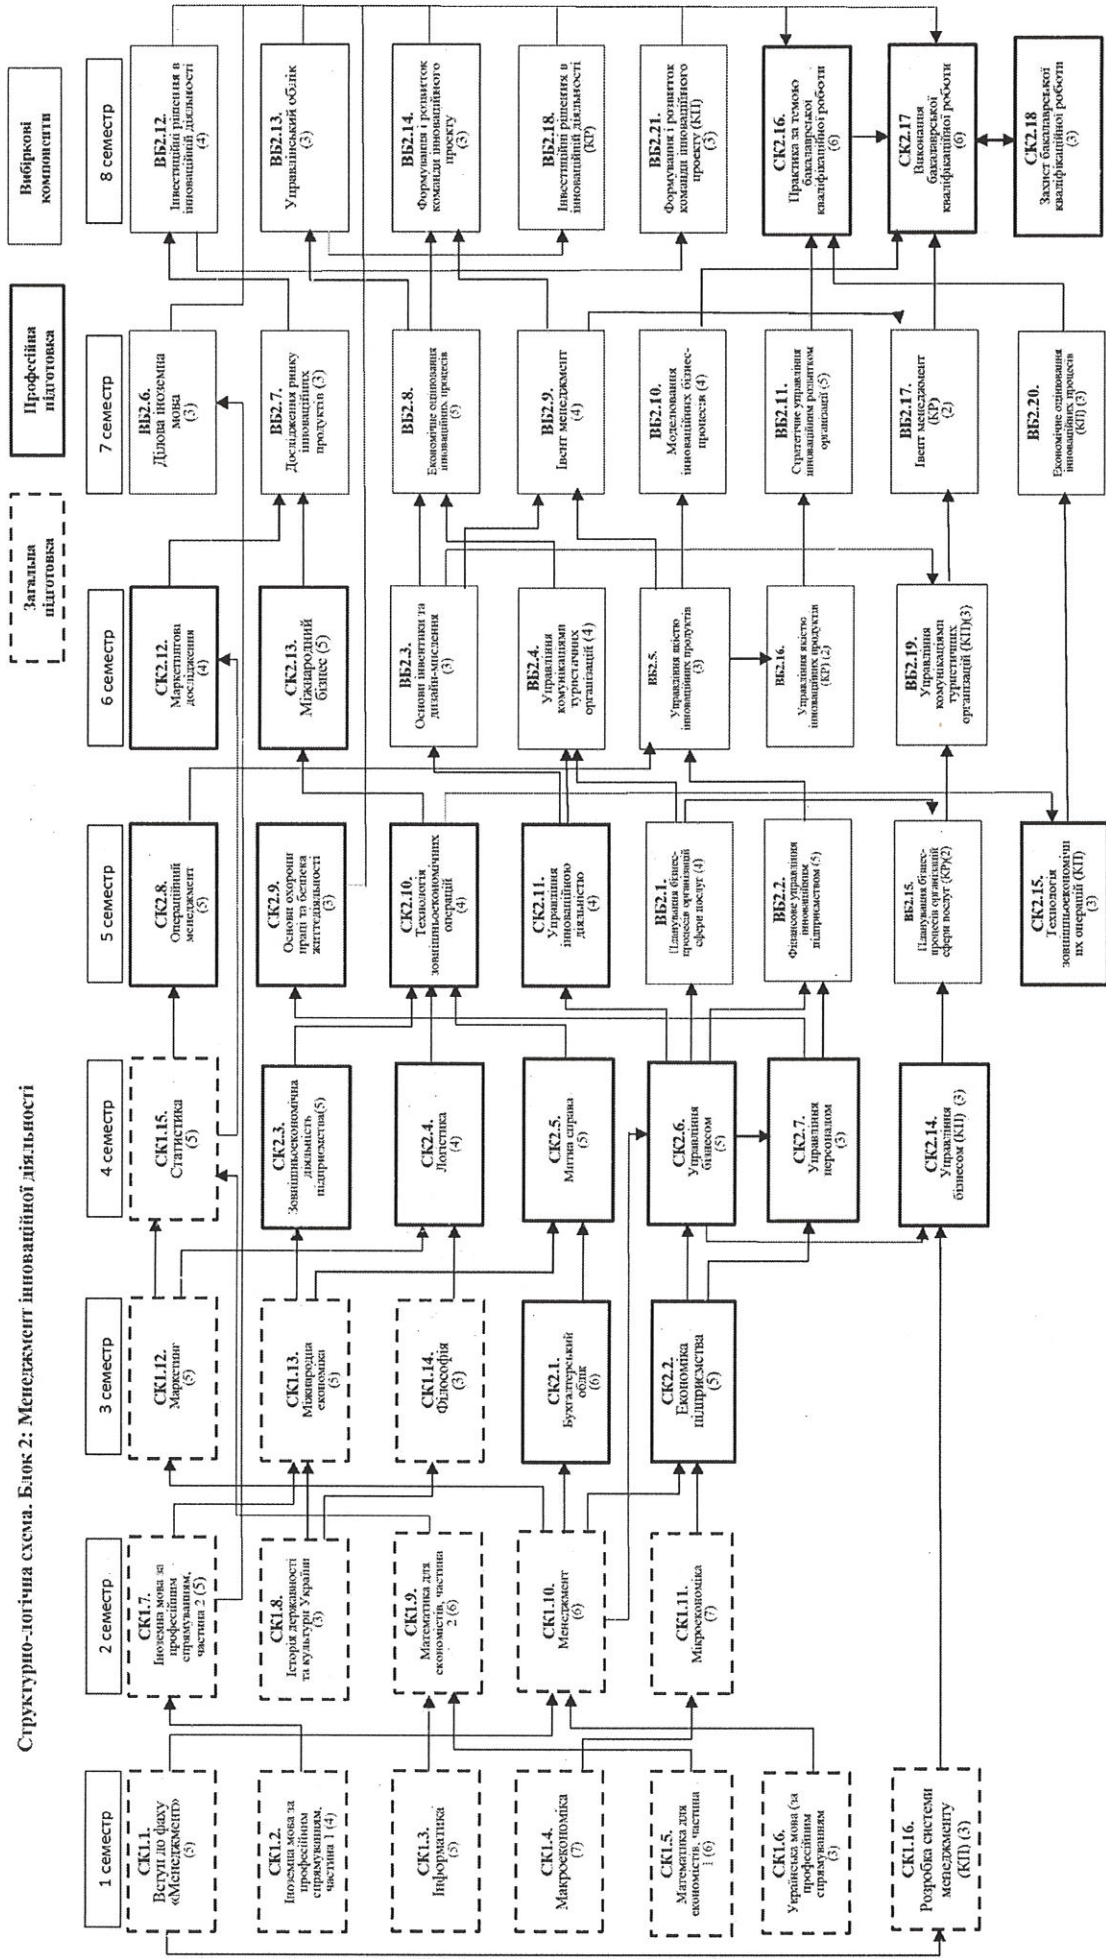 Структурно-логічна схема. Блок 2: Менеджмент інноваційної діяльності
Загальна
підготовка
Професійна
підготовка
Вибіркові
компоненти
1 семестр
СК1.1.
Вступ до фаху
«Менеджмент»
(5)
СК1.2.
Іноземна мова за
професійним
спрямуванням,
частина 1 (4)
СК1.3.
Інформатика
(5)
СК1.4.
Макроекономіка
(7)
СК1.5.
Математика для
економістів, частина
1 (6)
СК1.6.
Українська мова (за
професійним
спрямуванням
(3)
СК1.16.
Розробка системи
менеджменту
(КП) (3)
2 семестр
СК1.7.
Іноземна мова за
професійним
спрямуванням,
частина 2 (5)
СК1.8.
Історія державності
та культури України
(3)
СК1.9.
Математика для
економістів, частина
2 (6)
СК1.10.
Менеджмент
(6)
СК1.11.
Мікроекономіка
(7)
3 семестр
СК1.12.
Маркетинг
(5)
СК1.13.
Міжнародна
економіка
(5)
СК1.14.
Філософія
(3)
СК2.1.
Бухгалтерський
облік
(6)
СК2.2.
Економіка
підприємства
(5)
4 семестр
СК1.15.
Статистика
(5)
СК2.3.
Зовнішньоекономічна
діяльність
підприємства(5)
СК2.4.
Логістика
(4)
СК2.5.
Митна справа
(5)
СК2.6.
Управління
бізнесом
(5)
СК2.7.
Управління
персоналом
(3)
СК2.14.
Управління
бізнесом (КП) (3)
5 семестр
СК2.8.
Операційний
менеджмент
(5)
СК2.9.
Основи охорони
праці та безпека
життєдіяльності
(3)
СК2.10.
Технологія
зовнішньоекономічних
операцій
(4)
СК2.11.
Управління
інноваційною
діяльністю
(4)
ВБ2.1.
Планування бізнес-
процесів організацій
сфери послуг (4)
ВБ2.2.
Фінансове управління
інноваційним
підприємством (5)
ВБ2.15.
Планування бізнес-
процесів організацій
сфери послуг (КР)(2)
СК2.15.
Технологія
зовнішньоекономічн
их операцій (КП)
(3)
6 семестр
СК2.12.
Маркетингові
дослідження
(4)
СК2.13.
Міжнародний
бізнес (5)
ВБ2.3.
Основи інвентики та
дизайн-мислення
(3)
ВБ2.4.
Управління
комунікаціями
туристичних
організацій (4)
ВБ2.5.
Управління якістю
інноваційних продуктів
(3)
ВБ2.16.
Управління якістю
інноваційних продуктів
(КР) (2)
ВБ2.19.
Управління
комунікаціями
туристичних
організацій (КП)(3)
7 семестр
ВБ2.6.
Ділова іноземна
мова
(3)
ВБ2.7.
Дослідження ринку
інноваційних
продуктів (3)
ВБ2.8.
Економічне оцінювання
інноваційних процесів
(5)
ВБ2.9.
Івент менеджмент
(4)
ВБ2.10.
Моделювання
інноваційних бізнес-
процесів (4)
ВБ2.11.
Стратегічне управління
інноваційним розвитком
організації (5)
ВБ2.17.
Івент менеджмент
(КР)
(2)
ВБ2.20.
Економічне оцінювання
інноваційних процесів
(КП) (3)
8 семестр
ВБ2.12.
Інвестиційні рішення в
інноваційній діяльності
(4)
ВБ2.13.
Управлінський облік
(3)
ВБ2.14.
Формування і розвиток
команди інноваційного
проекту
(3)
ВБ2.18.
Інвестиційні рішення в
інноваційній діяльності
(КР)
ВБ2.21.
Формування і розвиток
команди інноваційного
проекту (КП)
(3)
СК2.16.
Практика за темою
бакалаврської
кваліфікаційної роботи
(6)
СК2.17
Виконання
бакалаврської
кваліфікаційної роботи
(6)
СК2.18
Захист бакалаврської
кваліфікаційної роботи
(3)